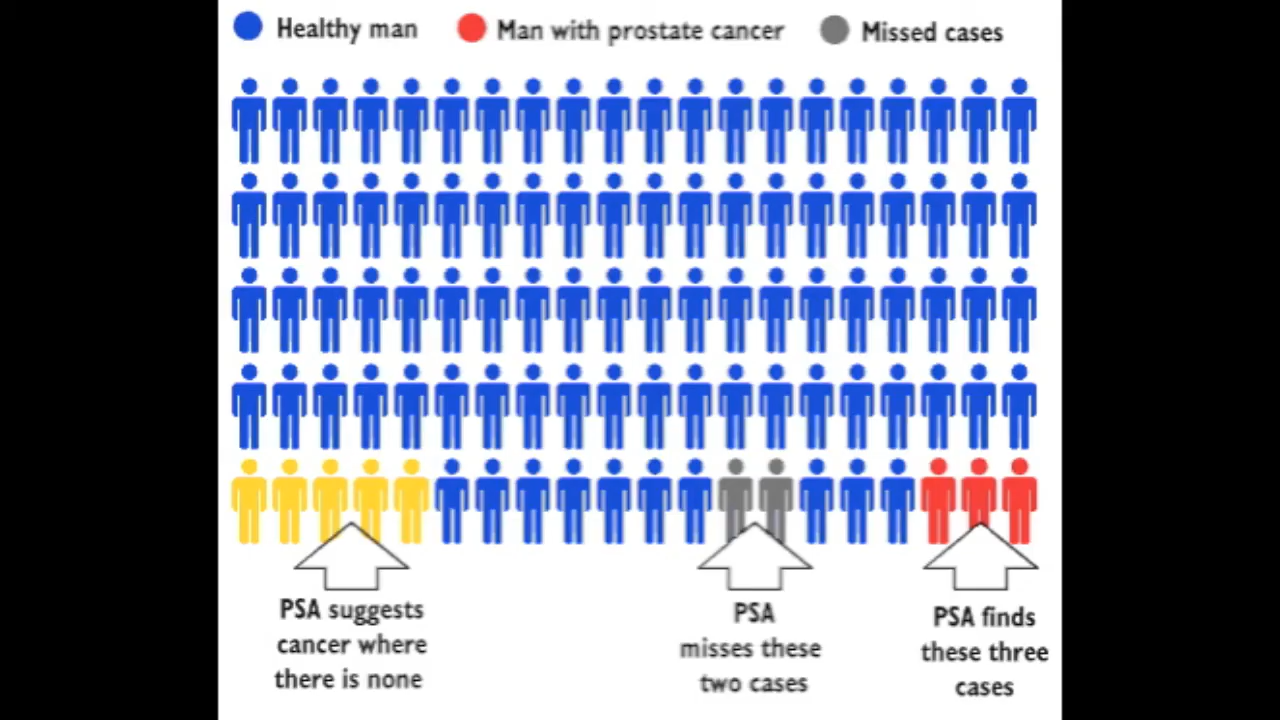 Healthy man
Man with prostate cancer
Missed cases
PSA suggests
cancer where
there is none
PSA
misses these
two cases
PSA finds
these three
cases